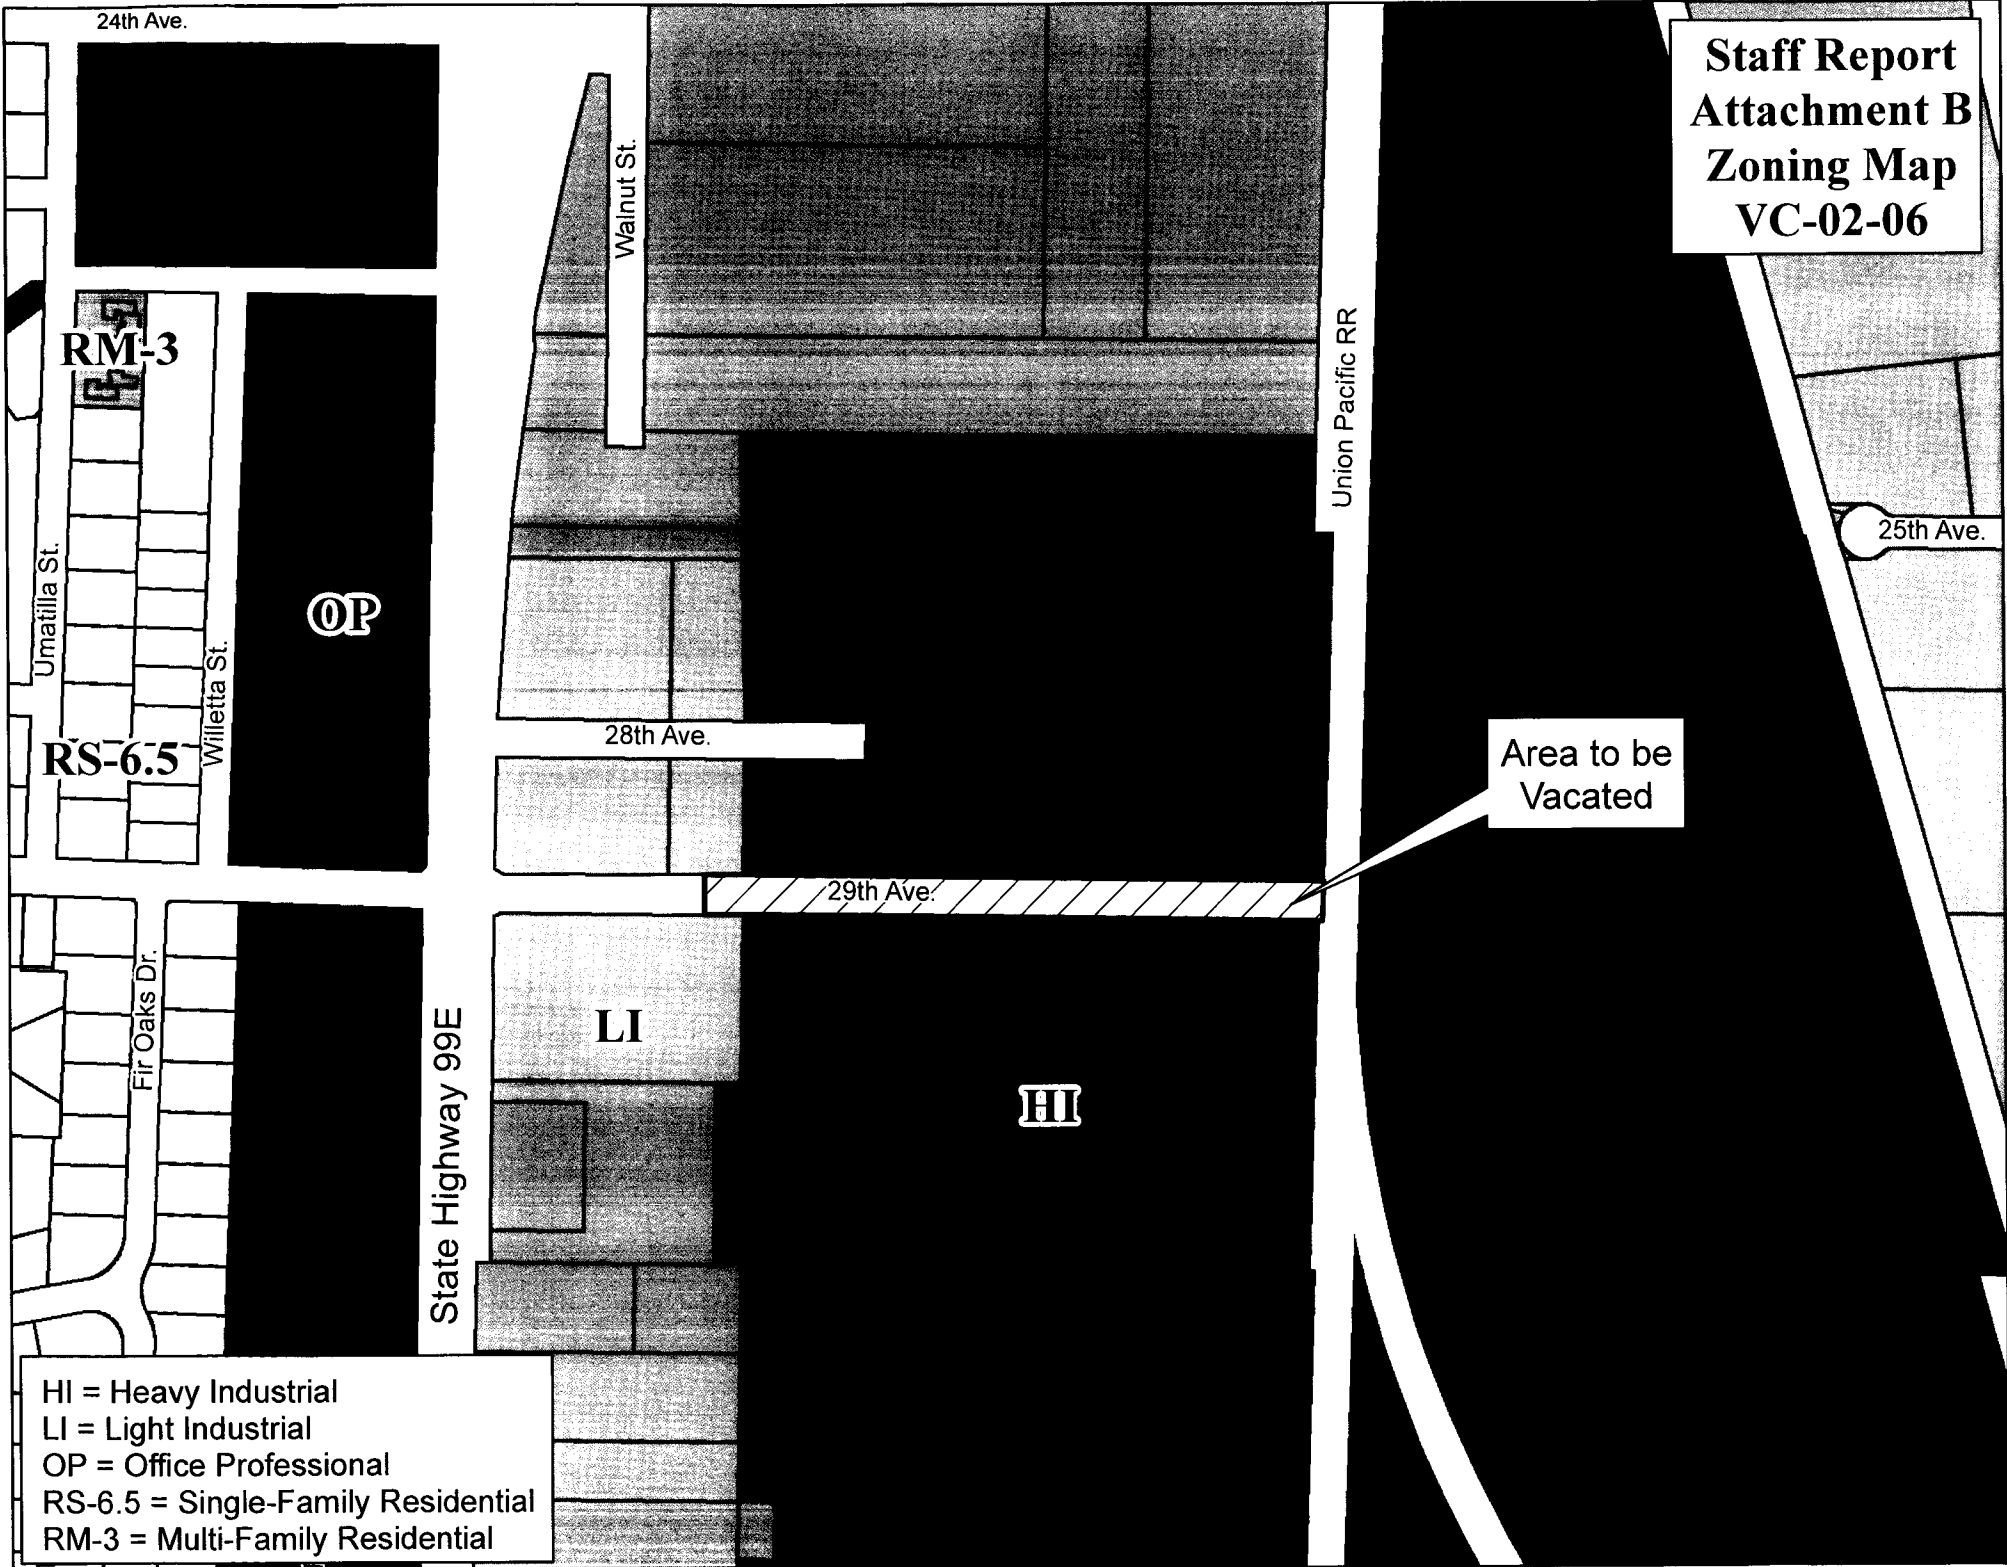 24th Ave.
Staff Report
Attachment B
Zoning Map
VC-02-06
Walnut St.
RM-3
Union Pacific RR
25th Ave.
Umatilla St.
OP
Willetta St.
28th Ave.
RS-6.5
Area to be
Vacated
29th Ave.
Fir Oaks Dr.
State Highway 99E
LI
HI
HI = Heavy Industrial
LI = Light Industrial
OP = Office Professional
RS-6.5 = Single-Family Residential
RM-3 = Multi-Family Residential